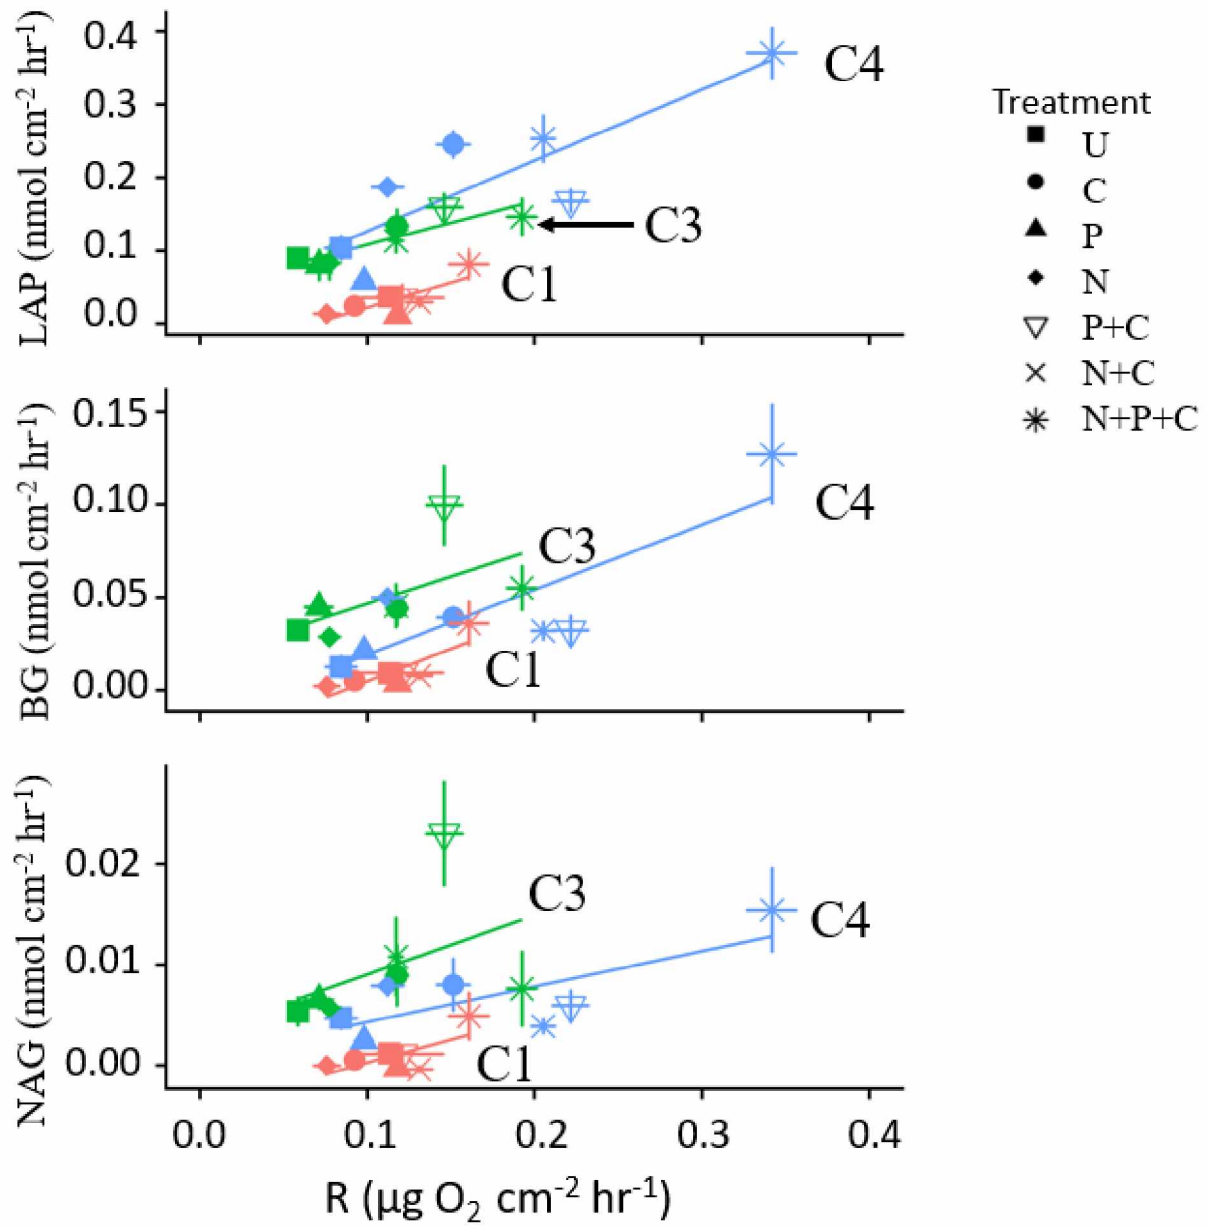 LAP (nmol cm⁻² hr⁻¹)
0.4
0.3
0.2
0.1
0.0
C4
C3
C1
Treatment
U
C
P
N
P+C
N+C
N+P+C
BG (nmol cm⁻² hr⁻¹)
0.15
0.10
0.05
0.00
C4
C3
C1
NAG (nmol cm⁻² hr⁻¹)
0.02
0.01
0.00
C3
C4
C1
0.0 0.1 0.2 0.3 0.4
R (µg O₂ cm⁻² hr⁻¹)